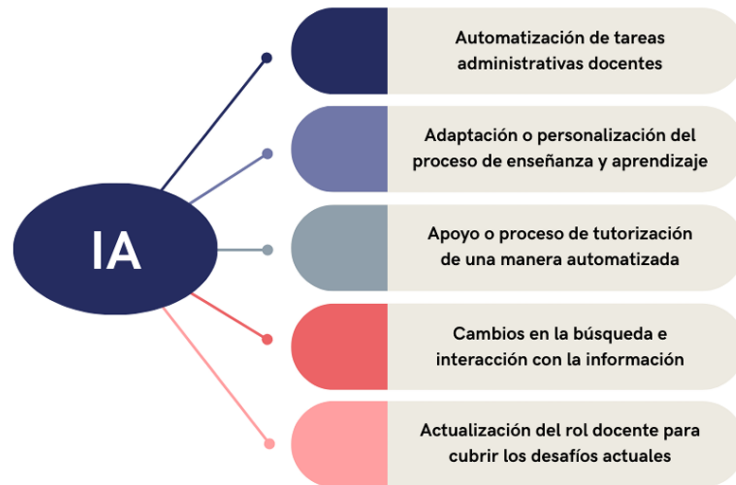 IA
Automatización de tareas
administrativas docentes
Adaptación o personalización del
proceso de enseñanza y aprendizaje
Apoyo o proceso de tutorización
de una manera automatizada
Cambios en la búsqueda e
interacción con la información
Actualización del rol docente para
cubrir los desafíos actuales